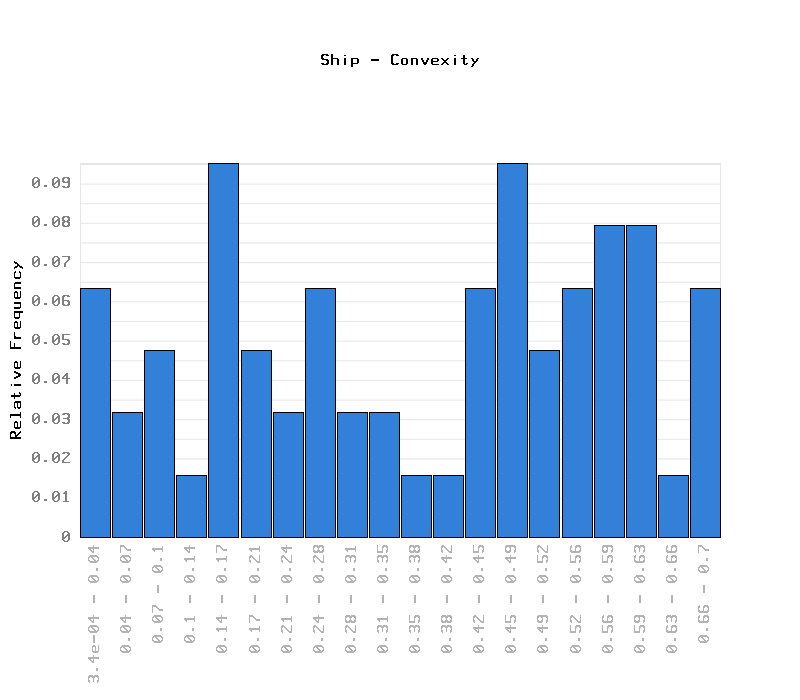 Ship - Convexity
Relative Frequency
0.09
0.08
0.07
0.06
0.05
0.04
0.03
0.02
0.01
0
3.4e-04 - 0.04
0.04 - 0.07
0.07 - 0.1
0.1 - 0.14
0.14 - 0.17
0.17 - 0.21
0.21 - 0.24
0.24 - 0.28
0.28 - 0.31
0.31 - 0.35
0.35 - 0.38
0.38 - 0.42
0.42 - 0.45
0.45 - 0.49
0.49 - 0.52
0.52 - 0.56
0.56 - 0.59
0.59 - 0.63
0.63 - 0.66
0.66 - 0.7